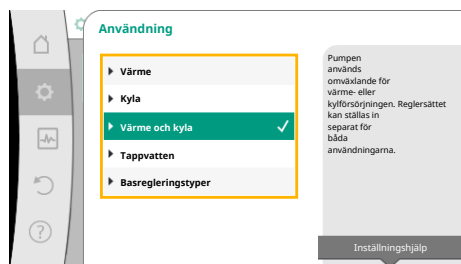 Användning
Värme
Kyla
Värme och kyla
Tappvatten
Basregleringstyper
Pumpen
används
omväxlande för
värme- eller
kylförsörjningen. Reglersättet
kan ställas in
separat för
båda
användningarna.
Inställningshjälp